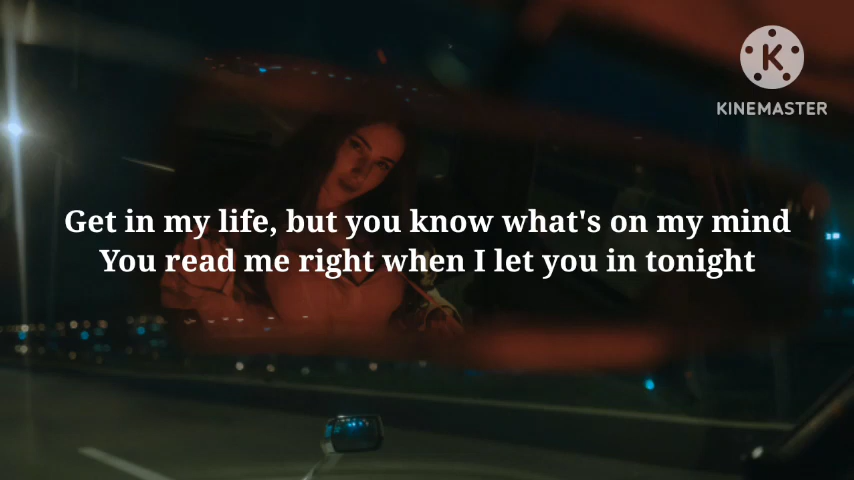 KINEMASTER
Get in my life, but you know what's on my mind
You read me right when I let you in tonight